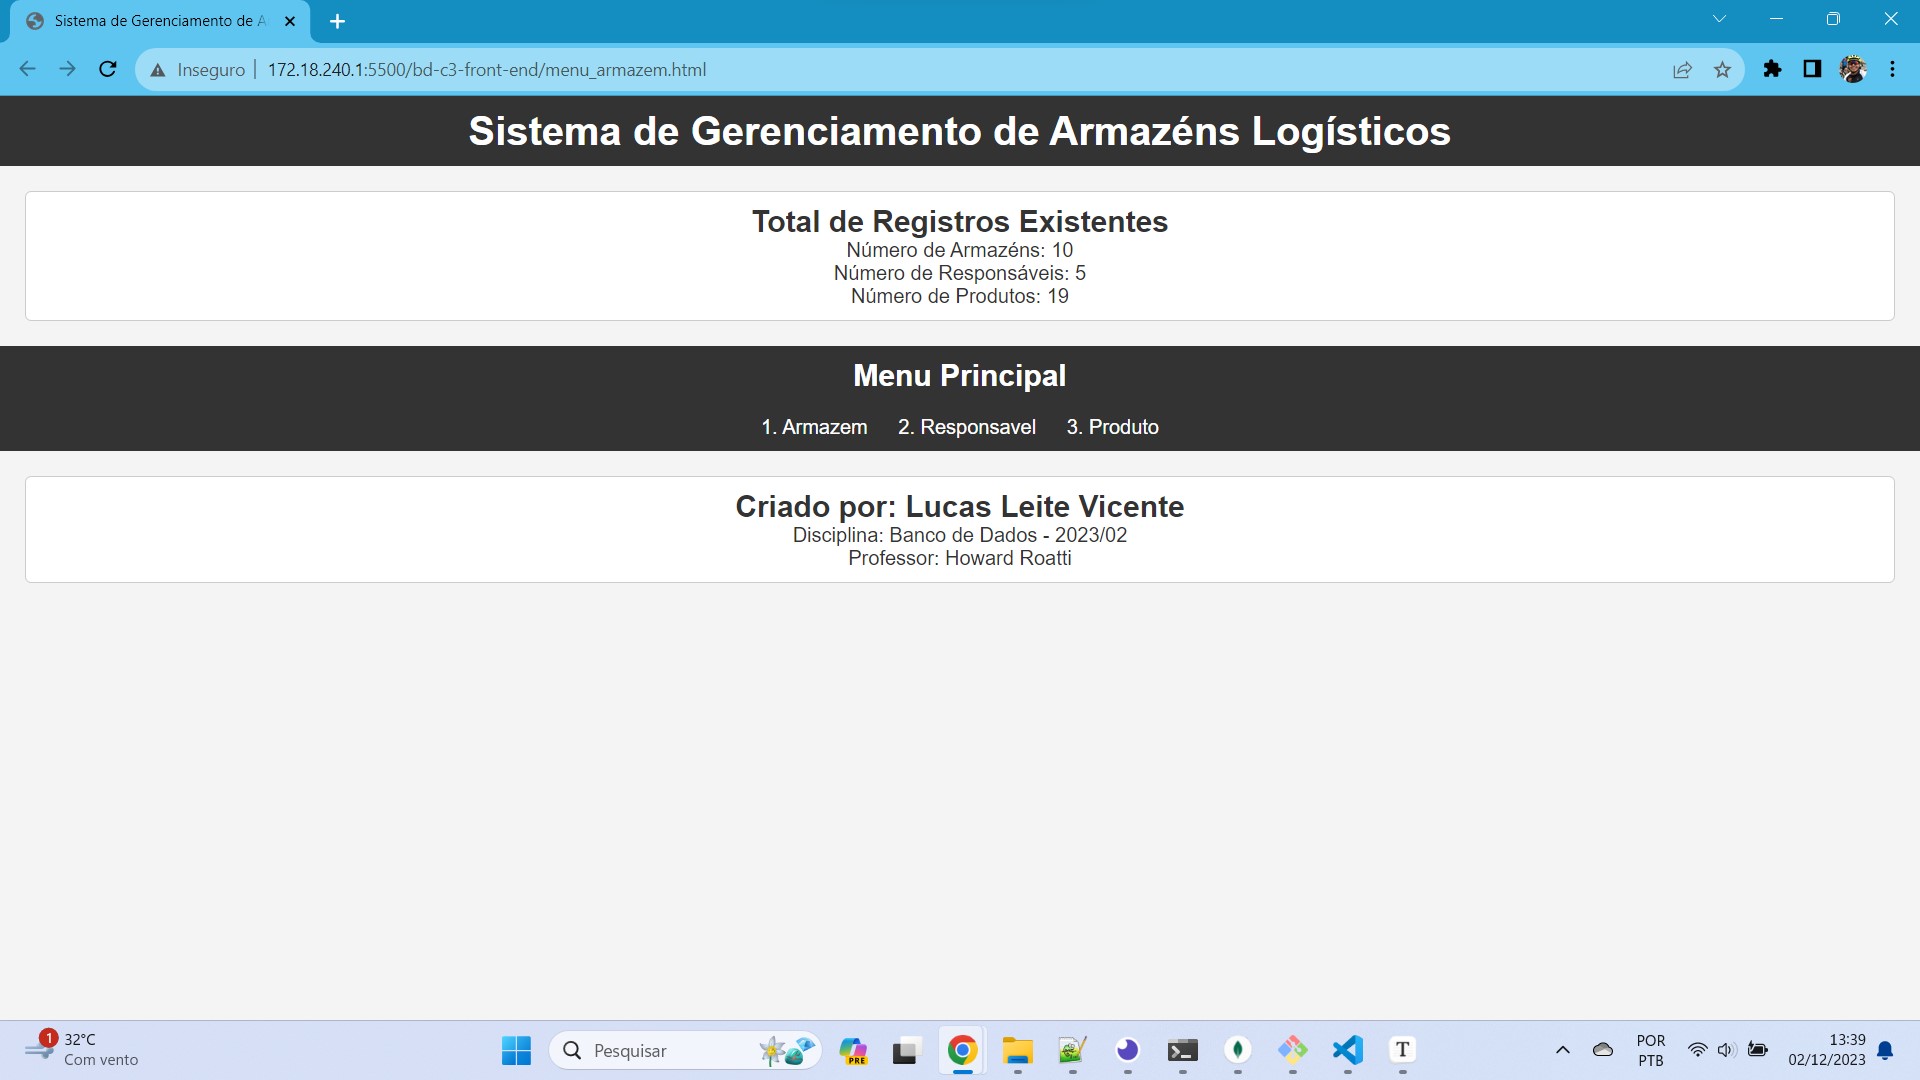 Sistema de Gerenciamento de A
Inseguro
172.18.240.1:5500/bd-c3-front-end/menu_armazem.html
Sistema de Gerenciamento de Armazéns Logísticos
Total de Registros Existentes
Número de Armazéns: 10
Número de Responsáveis: 5
Número de Produtos: 19
Menu Principal
1. Armazem 2. Responsavel 3. Produto
Criado por: Lucas Leite Vicente
Disciplina: Banco de Dados - 2023/02
Professor: Howard Roatti
1
32°C
Com vento
Pesquisar
PRE
T
POR
PTB
13:39
02/12/2023